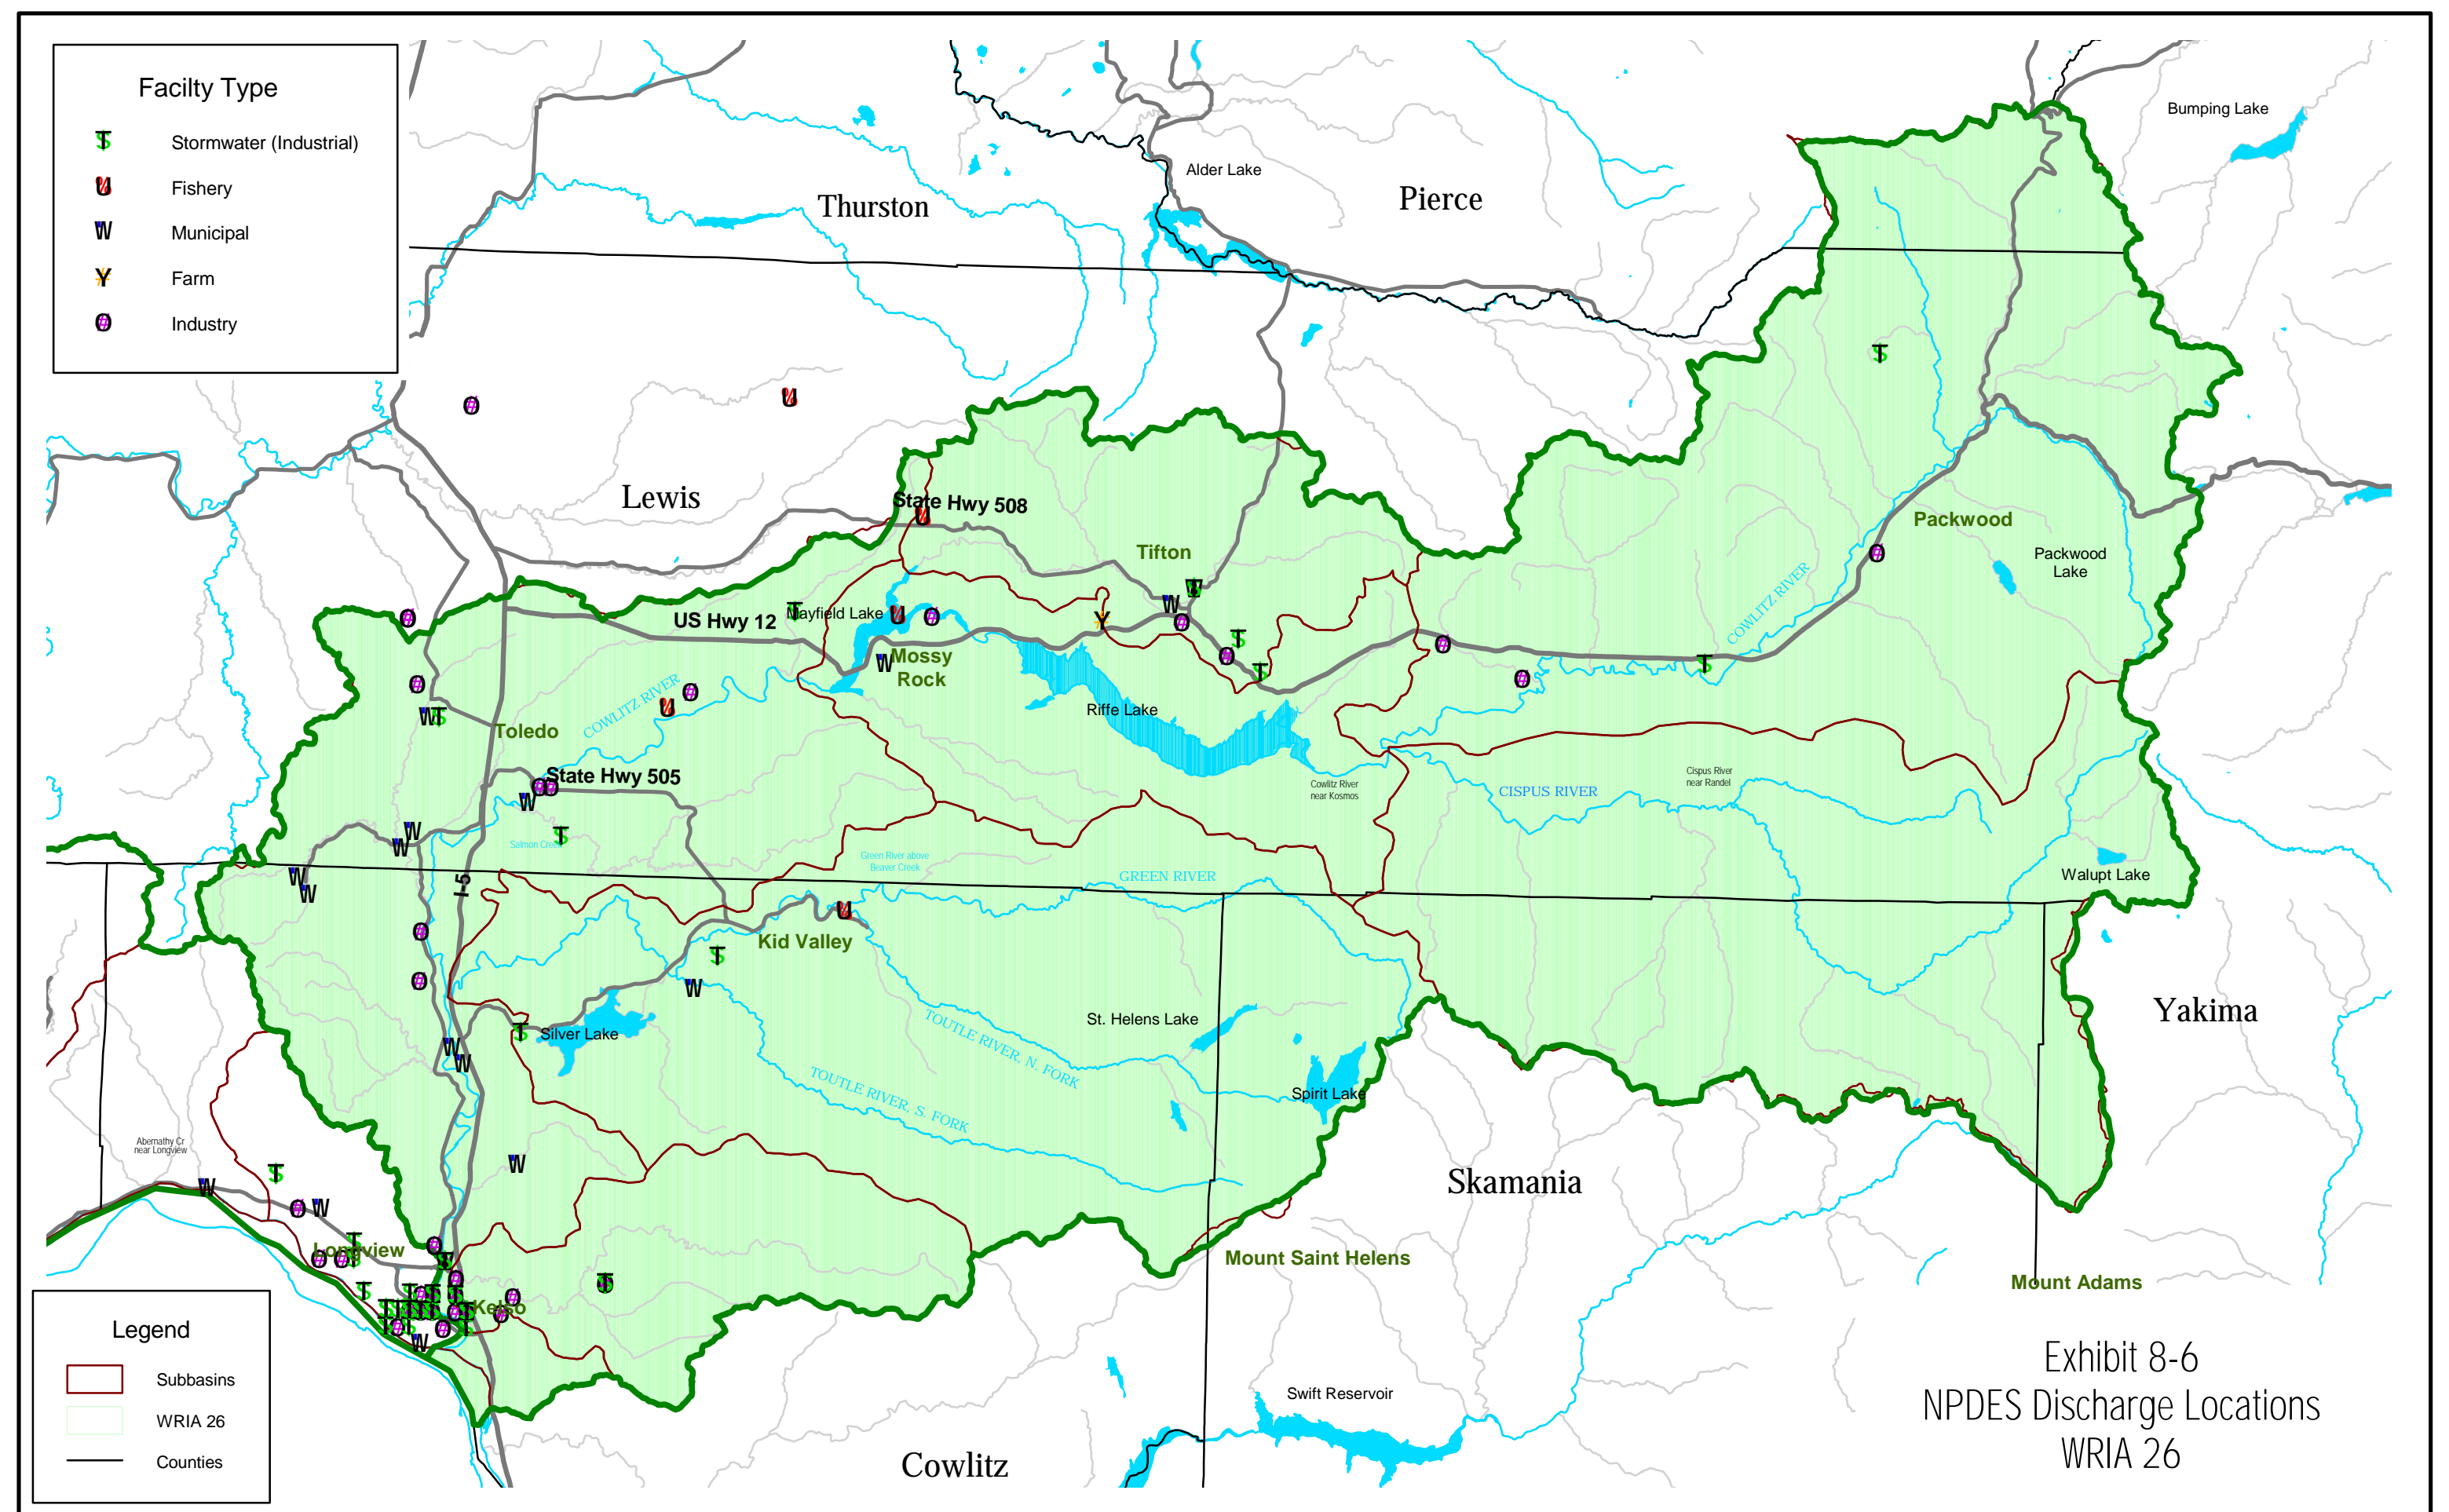 Facilty Type
Stormwater (Industrial)
Fishery
Municipal
Farm
Industry
Bumping Lake
Alder Lake
Thurston
Pierce
Lewis
State Hwy 508
Tifton
Packwood
Packwood
Lake
COWLITZ RIVER
US Hwy 12
Mayfield Lake
Mossy
Rock
COWLITZ RIVER
Toledo
Riffe Lake
State Hwy 505
Cowlitz River
near Kosmos
CISPUS RIVER
Cispus River
near Randel
Salmon Creek
Green River above
Beaver Creek
GREEN RIVER
Walupt Lake
I-5
Kid Valley
Yakima
St. Helens Lake
Silver Lake
TOUTLE RIVER, N. FORK
TOUTLE RIVER, S. FORK
Spirit Lake
Abernathy Cr
near Longview
Skamania
Longview
Mount Saint Helens
Mount Adams
Kelso
Legend
Subbasins
WRIA 26
Counties
Swift Reservoir
Cowlitz
Exhibit 8-6
NPDES Discharge Locations
WRIA 26